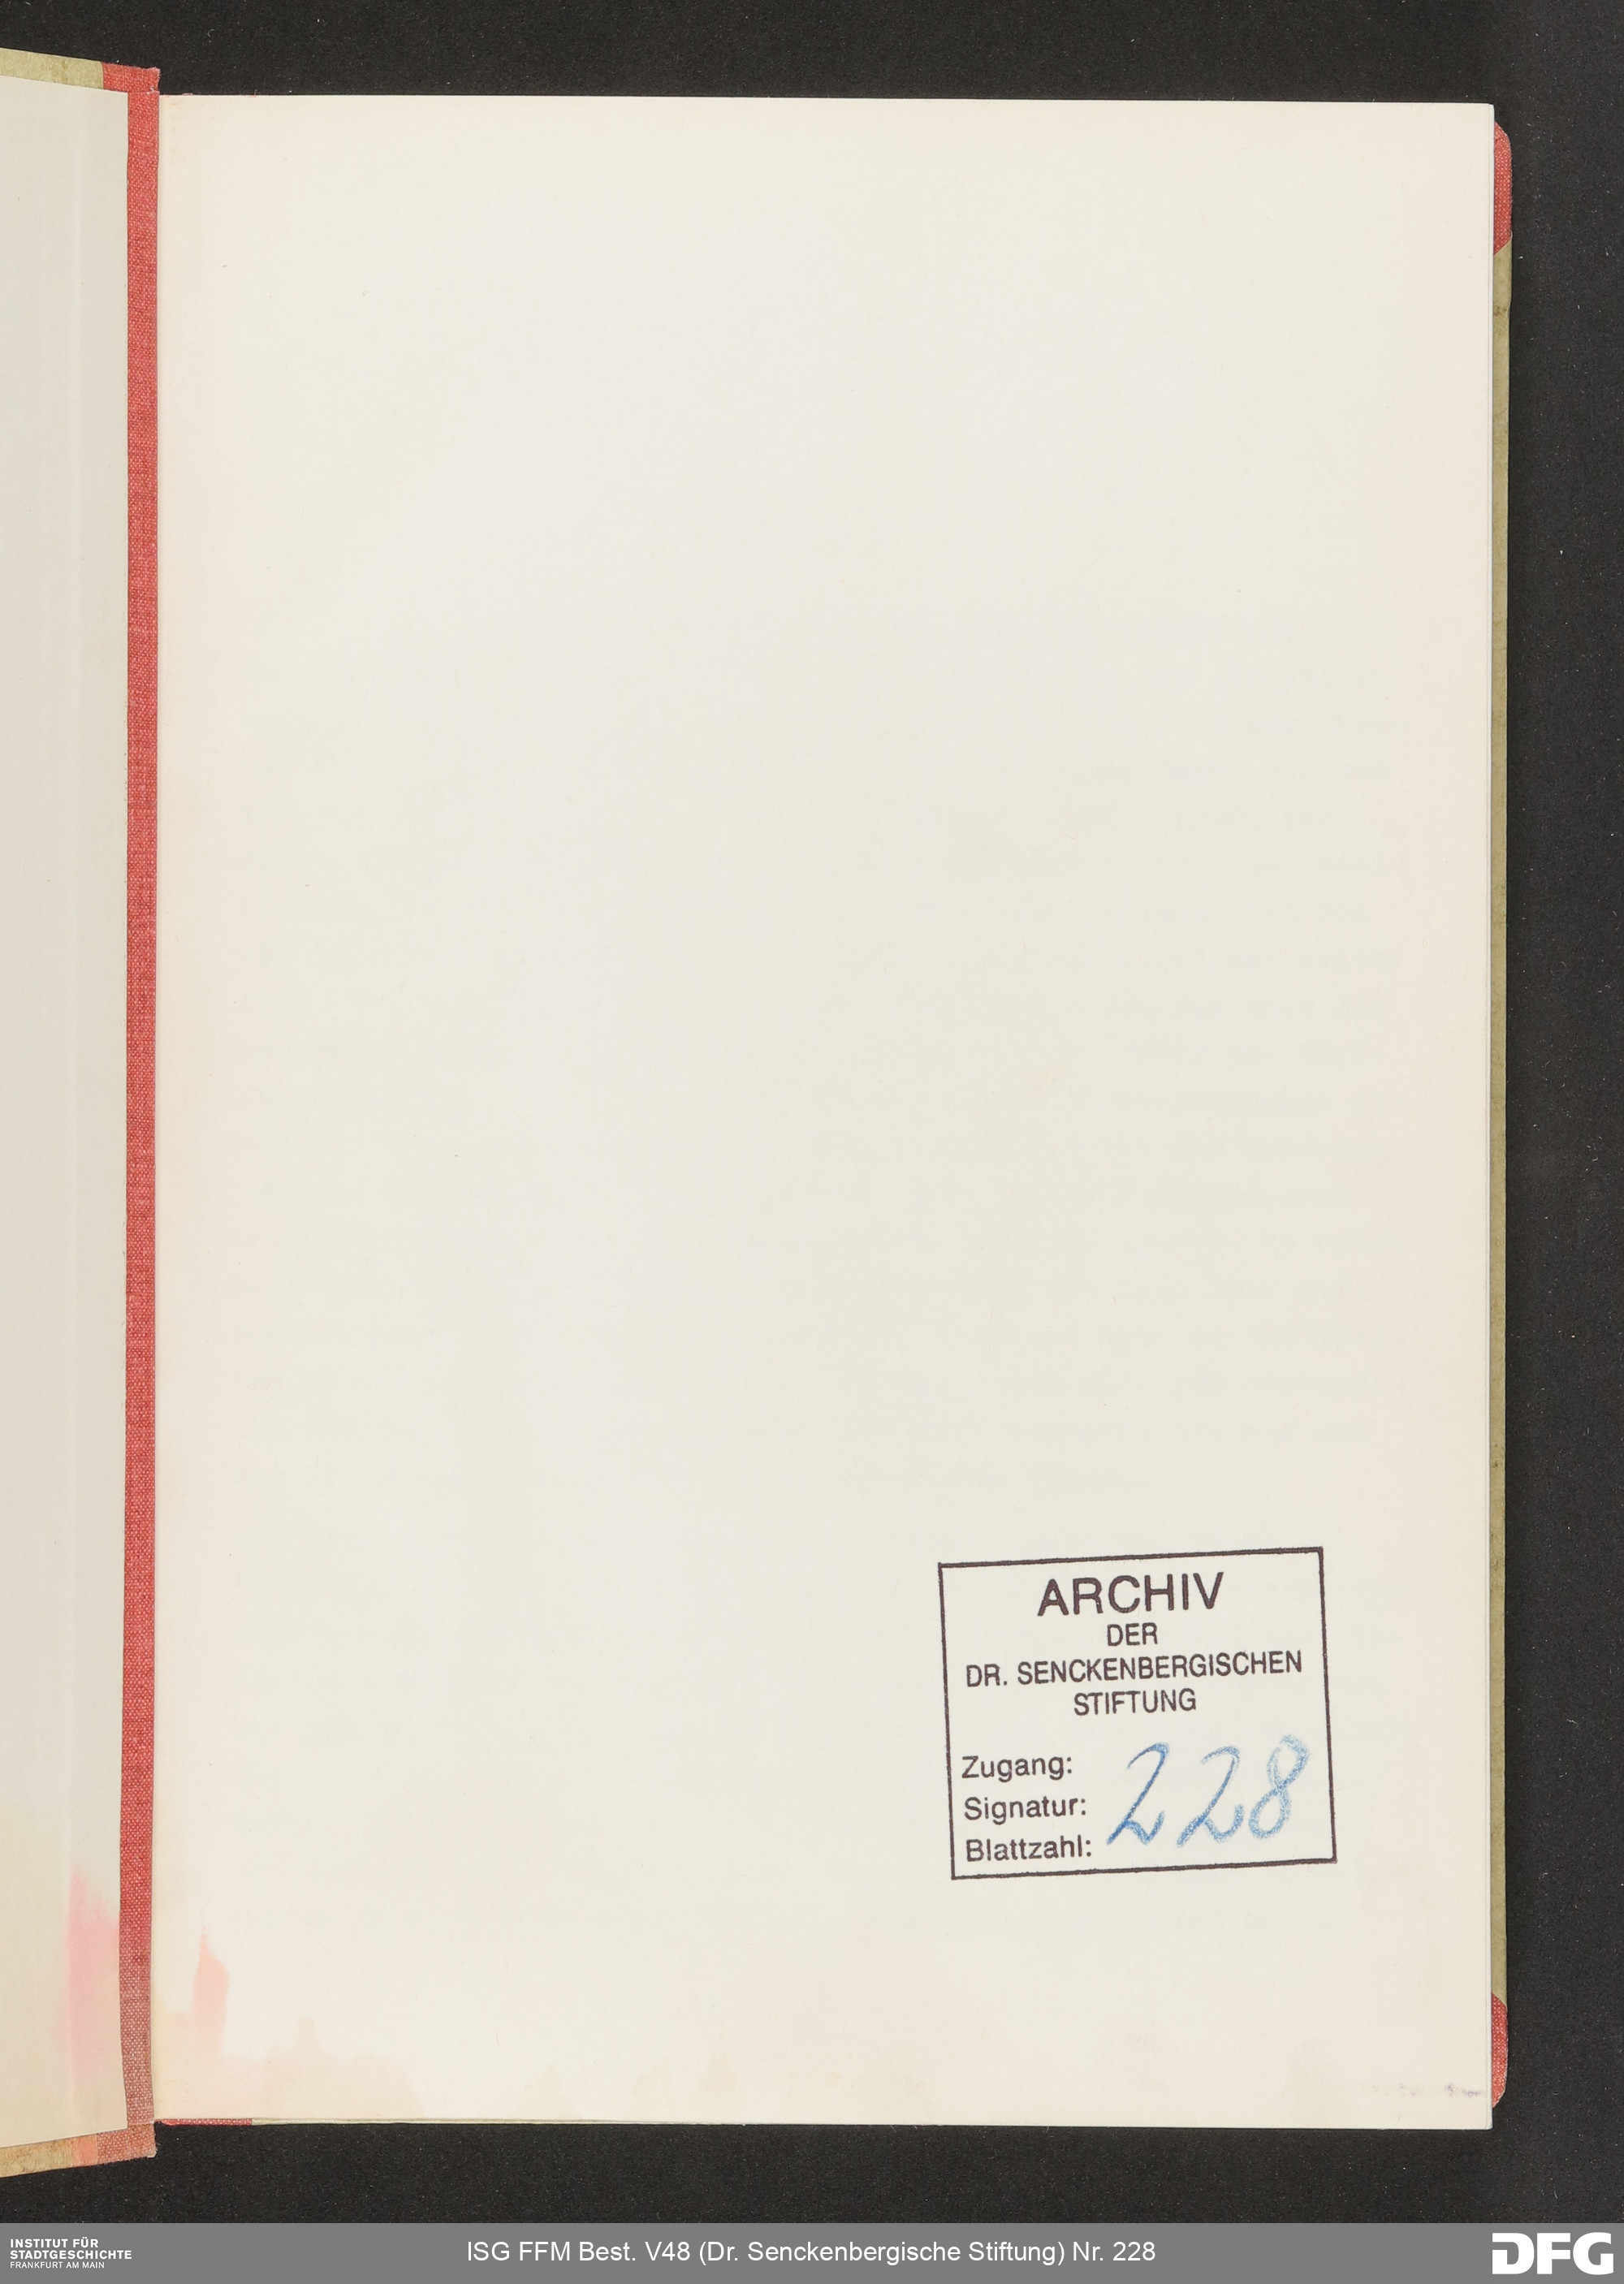 ARCHIV
DER
DR. SENCKENBERGISCHEN
STIFTUNG
Zugang:
Signatur: 228
Blattzahl:
INSTITUT FÜR
STADTGESCHICHTE
FRANKFURT AM MAIN
ISG FFM Best. V48 (Dr. Senckenbergische Stiftung) Nr. 228
DFG